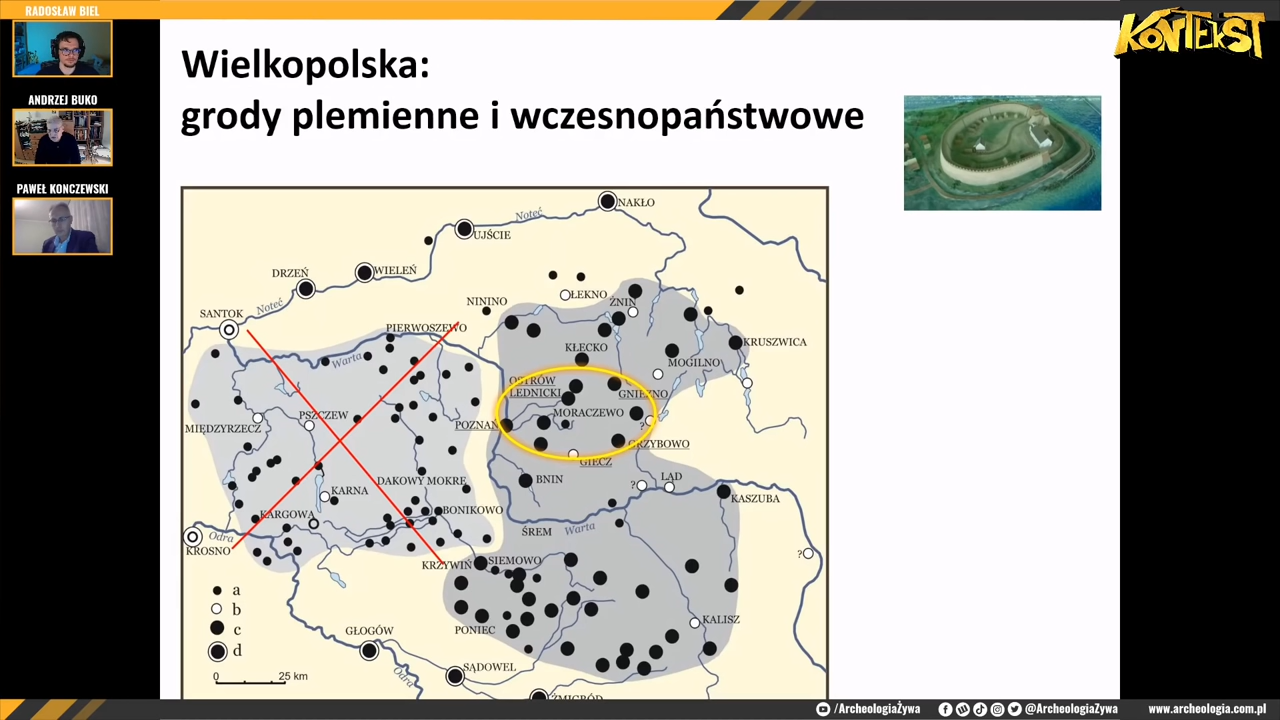 RADOSŁAW BIEL
ANDRZEJ BUKO
PAWEŁ KONCZEWSKI
KONTEKST
Wielkopolska:
grody plemienne i wczesnopaństwowe
NAKŁO
Noteć
UJŚCIE
WIELEŃ
DRZEŃ
Noteć
SANTOK
NININO
ŁEKNO
ŻNIN
PIERWOSZEWO
KRUSZWICA
KŁECKO
MOGILNO
Warta
OSTRÓW
LEDNICKI
GNIEZNO
MORACZEWO
PSZCZEW
MIĘDZYRZECZ
POZNAŃ
?
GRZYBOWO
GIECZ
DAKOWY MOKRE
BNIN
LĄD
?
KARNA
KASZUBA
KARGOWA
BONIKOWO
ŚREM
Warta
Odra
KROSNO
?
KRZYWIŃ
SIEMOWO
a
b
c
d
PONIEC
KALISZ
GŁOGÓW
SĄDOWEL
Odra
0 25 km
ŻMIGRÓD
/ArcheologiaŻywa
@ArcheologiaZywa
www.archeologia.com.pl